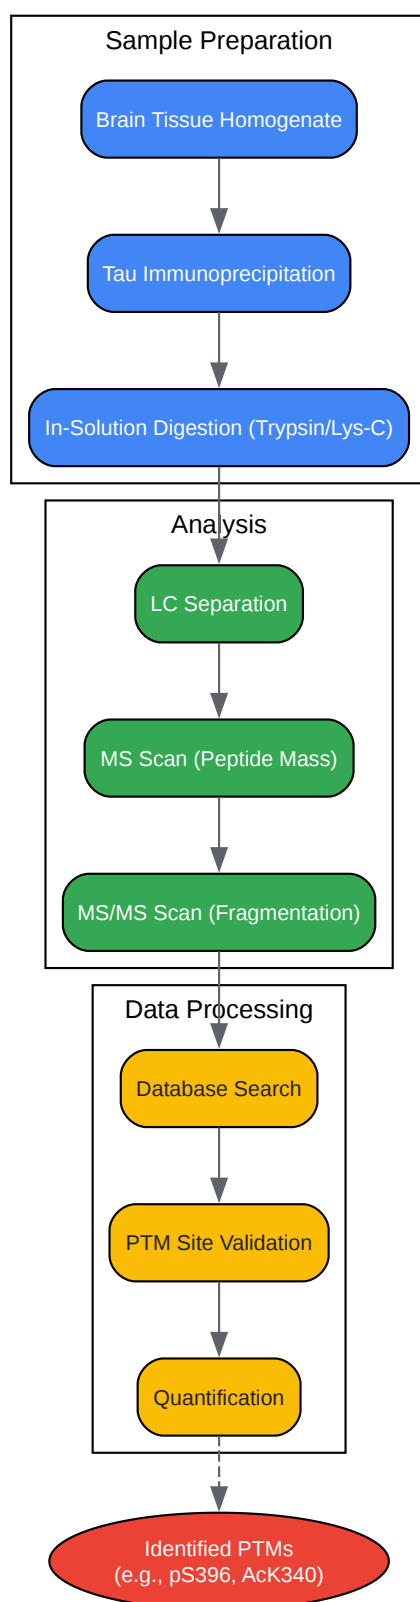 Sample Preparation
Brain Tissue Homogenate
Tau Immunoprecipitation
In-Solution Digestion (Trypsin/Lys-C)
Analysis
LC Separation
MS Scan (Peptide Mass)
MS/MS Scan (Fragmentation)
Data Processing
Database Search
PTM Site Validation
Quantification
Identified PTMs
(e.g., pS396, AcK340)